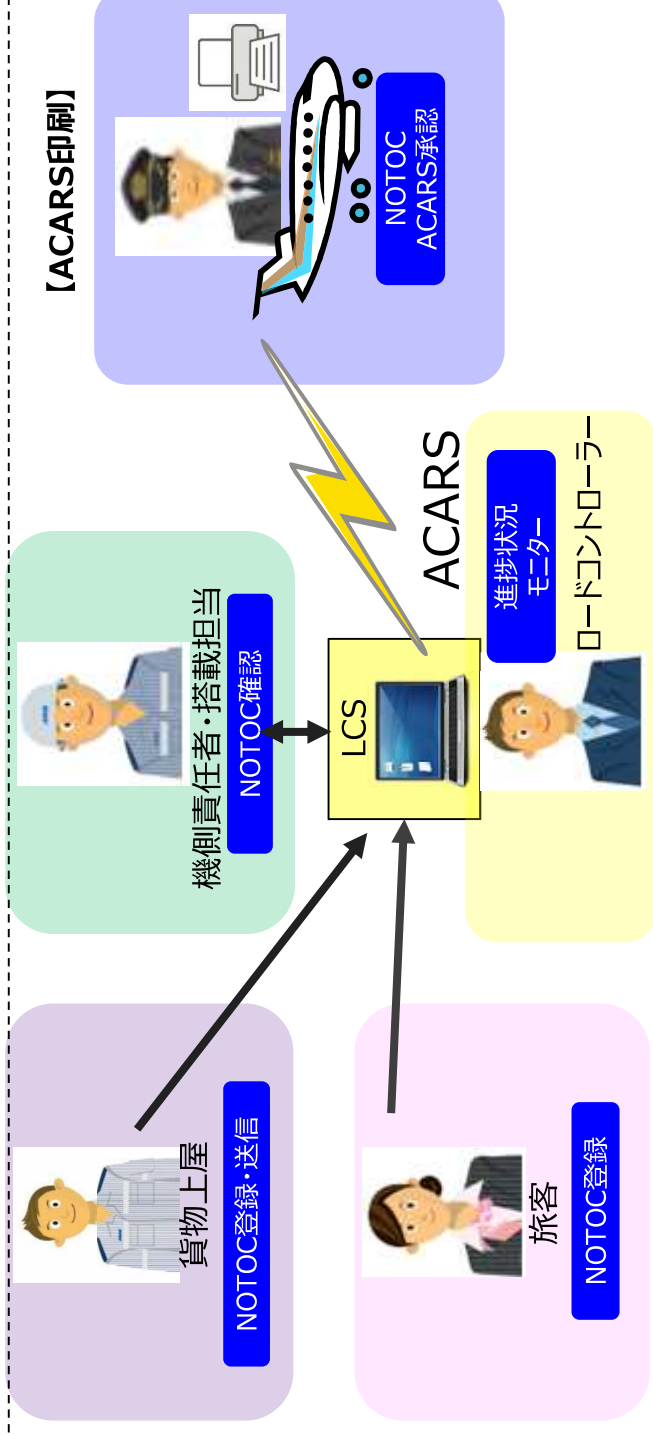 【ACARS印刷】
NOTOC
ACARS承認
機側責任者・搭載担当
NOTOC確認
LCS
ACARS
進捗状況
モニター
ロードコントローラー
貨物上屋
NOTOC登録・送信
旅客
NOTOC登録